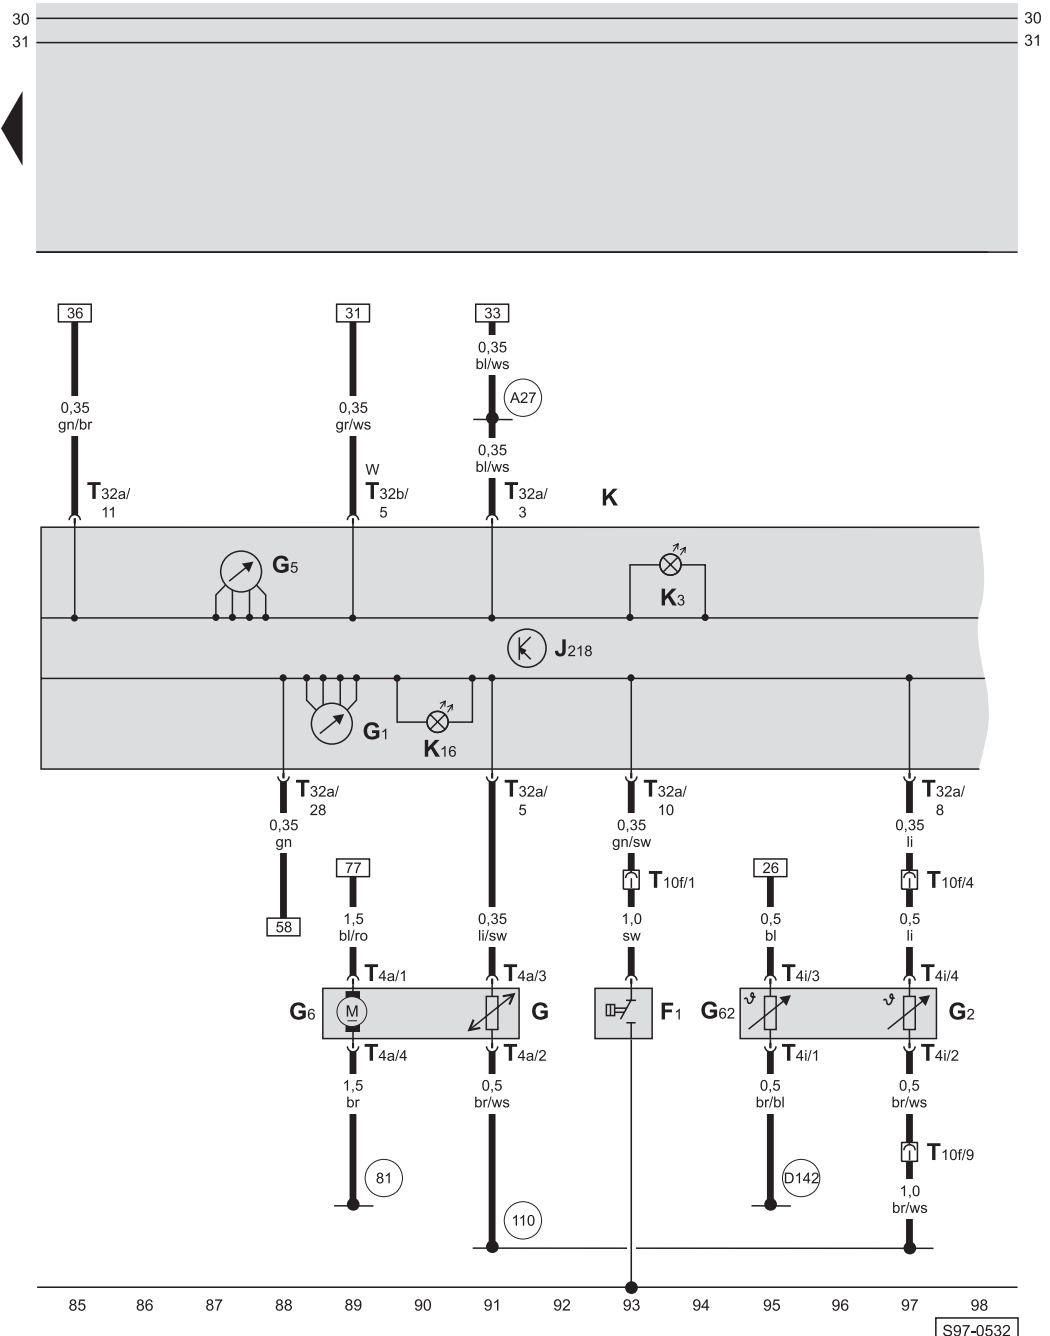 30 30
31 31
36 31 33
0,35
bl/ws
A27
0,35 0,35
gn/br gr/ws
0,35
bl/ws
W
T32a/ T32b/ T32a/ K
11 5 3
G5
K3
J218
G1
K16
T32a/ T32a/ T32a/ T32a/
28 5 10 8
0,35 0,35 0,35
gn gn/sw li
77 26
T10f/1 T10f/4
58
1,5 0,35 1,0 0,5 0,5
bl/ro li/sw sw bl li
T4a/1 T4a/3 T4i/3 T4i/4
G6 M G F1 G62 ϑ ϑ G2
T4a/4 T4a/2 T4i/1 T4i/2
1,5 0,5 0,5 0,5
br br/ws br/bl br/ws
T10f/9
81 D142
1,0
br/ws
110
85 86 87 88 89 90 91 92 93 94 95 96 97 98
S97-0532